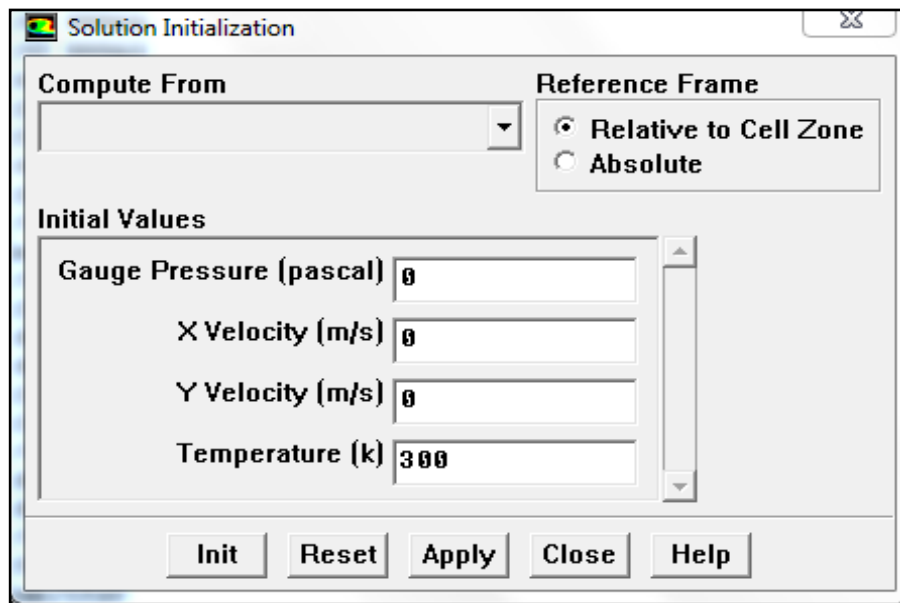 Solution Initialization
Compute From
Reference Frame
Relative to Cell Zone
Absolute
Initial Values
Gauge Pressure (pascal) 0
X Velocity (m/s) 0
Y Velocity (m/s) 0
Temperature (k) 300
Init Reset Apply Close Help